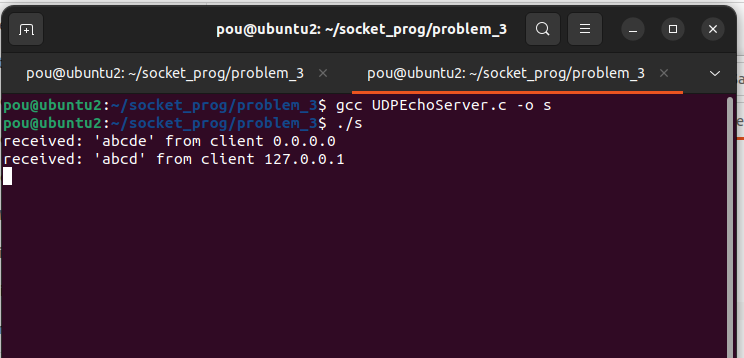 pou@ubuntu2: ~/socket_prog/problem_3
pou@ubuntu2: ~/socket_prog/problem_3 × pou@ubuntu2: ~/socket_prog/problem_3 ×
pou@ubuntu2:~/socket_prog/problem_3$ gcc UDPEchoServer.c -o s
pou@ubuntu2:~/socket_prog/problem_3$ ./s
received: 'abcde' from client 0.0.0.0
received: 'abcd' from client 127.0.0.1